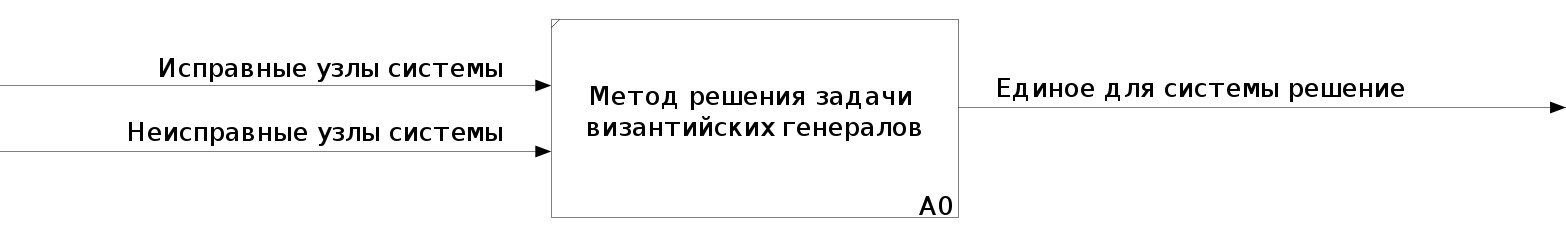 Исправные узлы системы
Неисправные узлы системы
Метод решения задачи
византийских генералов
A0
Единое для системы решение